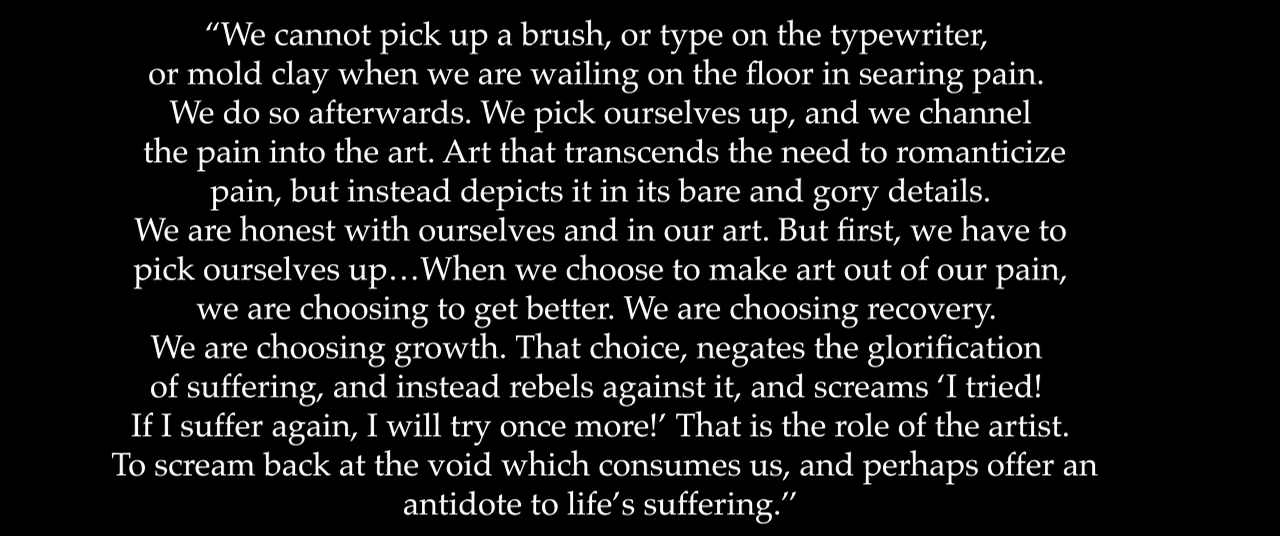 “We cannot pick up a brush, or type on the typewriter,
or mold clay when we are wailing on the floor in searing pain.
We do so afterwards. We pick ourselves up, and we channel
the pain into the art. Art that transcends the need to romanticize
pain, but instead depicts it in its bare and gory details.
We are honest with ourselves and in our art. But first, we have to
pick ourselves up…When we choose to make art out of our pain,
we are choosing to get better. We are choosing recovery.
We are choosing growth. That choice, negates the glorification
of suffering, and instead rebels against it, and screams ‘I tried!
If I suffer again, I will try once more!’ That is the role of the artist.
To scream back at the void which consumes us, and perhaps offer an
antidote to life’s suffering.”